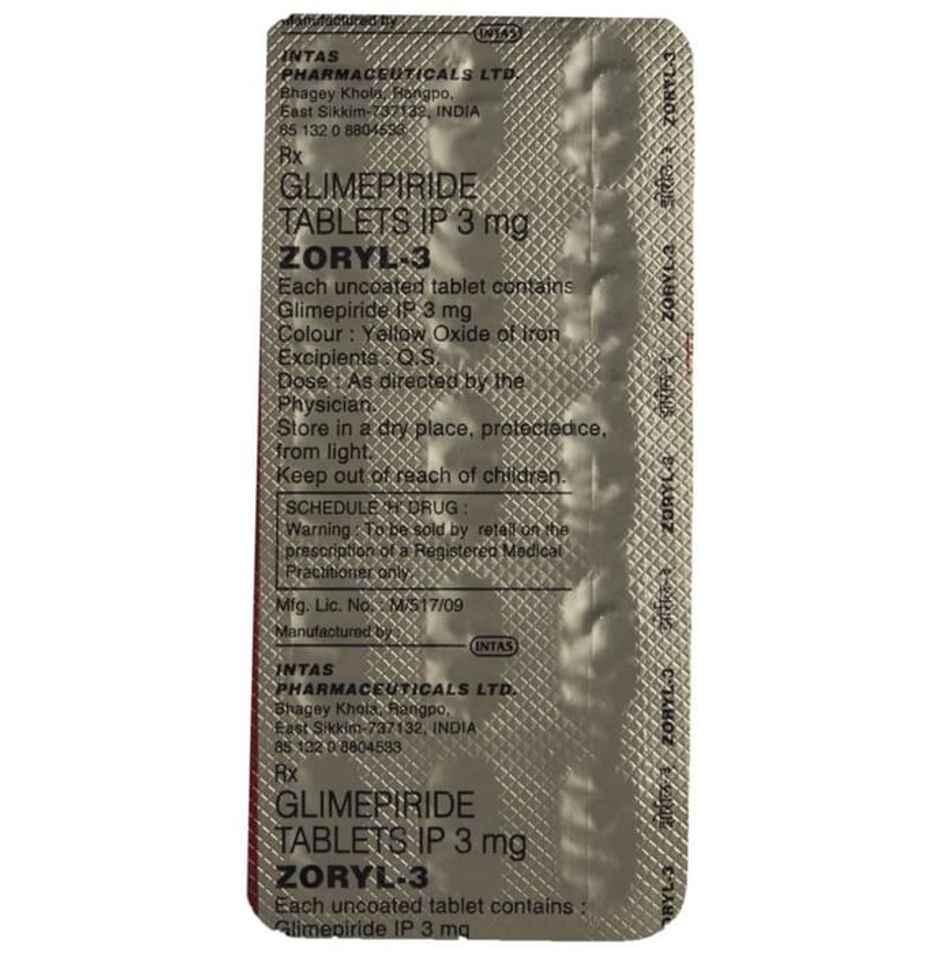 Manufactured by
INTAS
INTAS
PHARMACEUTICALS LTD.
Bhagey Khola, Rangpo,
East Sikkim-737132, INDIA
85 132 0 8804533
Rx
GLIMEPIRIDE
TABLETS IP 3 mg
ZORYL-3
Each uncoated tablet contains
Glimepiride IP 3 mg
Colour : Yellow Oxide of Iron
Excipients : Q.S.
Dose : As directed by the
Physician.
Store in a dry place, protectedce,
from light.
Keep out of reach of children.
SCHEDULE 'H' DRUG :
Warning : To be sold by retail on the
prescription of a Registered Medical
Practitioner only.
Mfg. Lic. No. : M/517/09
Manufactured by :
INTAS
INTAS
PHARMACEUTICALS LTD.
Bhagey Khola, Rangpo,
East Sikkim-737132, INDIA
85 132 0 8804533
Rx
GLIMEPIRIDE
TABLETS IP 3 mg
ZORYL-3
Each uncoated tablet contains :
Glimepiride IP 3 mg
ZORYL-3
ZORYL-3
ZORYL-3
ZORYL-3
ZORYL-3